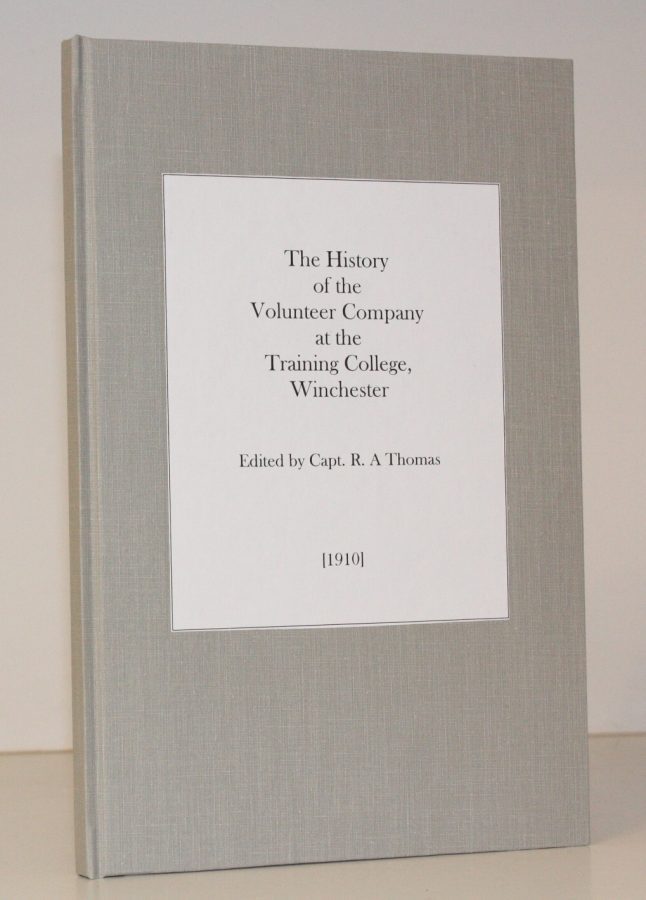 The History
of the
Volunteer Company
at the
Training College,
Winchester
Edited by Capt. R. A Thomas
[1910]